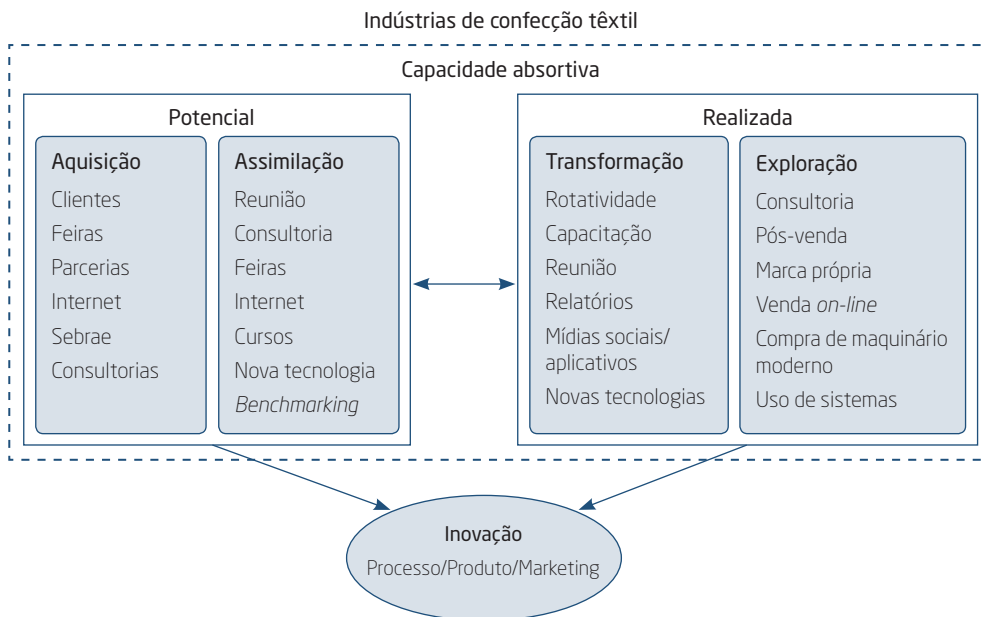 Indústrias de confecção têxtil
Capacidade absortiva
Potencial
Aquisição
Clientes
Feiras
Parcerias
Internet
Sebrae
Consultorias
Assimilação
Reunião
Consultoria
Feiras
Internet
Cursos
Nova tecnologia
Benchmarking
Realizada
Transformação
Rotatividade
Capacitação
Reunião
Relatórios
Mídias sociais/
aplicativos
Novas tecnologias
Exploração
Consultoria
Pós-venda
Marca própria
Venda on-line
Compra de maquinário
moderno
Uso de sistemas
Inovação
Processo/Produto/Marketing